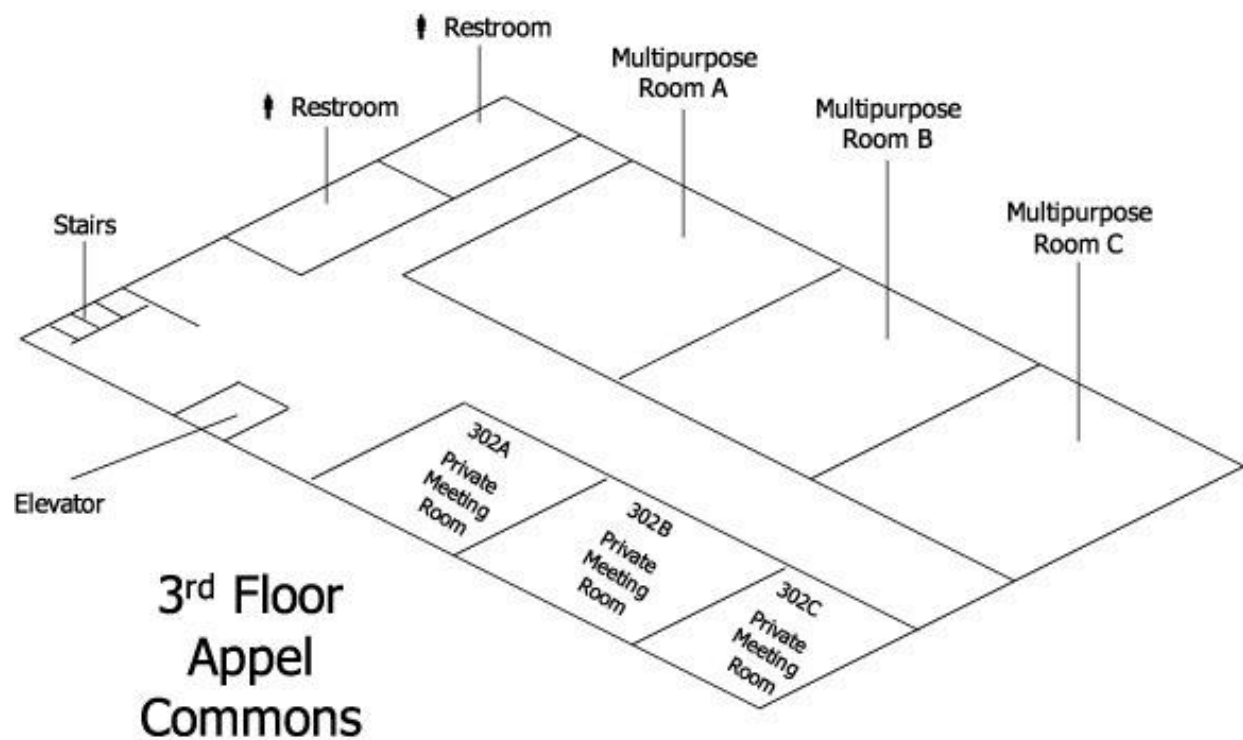 Restroom
Restroom
Multipurpose
Room A
Multipurpose
Room B
Multipurpose
Room C
Stairs
Elevator
302A
Private
Meeting
Room
302B
Private
Meeting
Room
302C
Private
Meeting
Room
3rd Floor
Appel
Commons